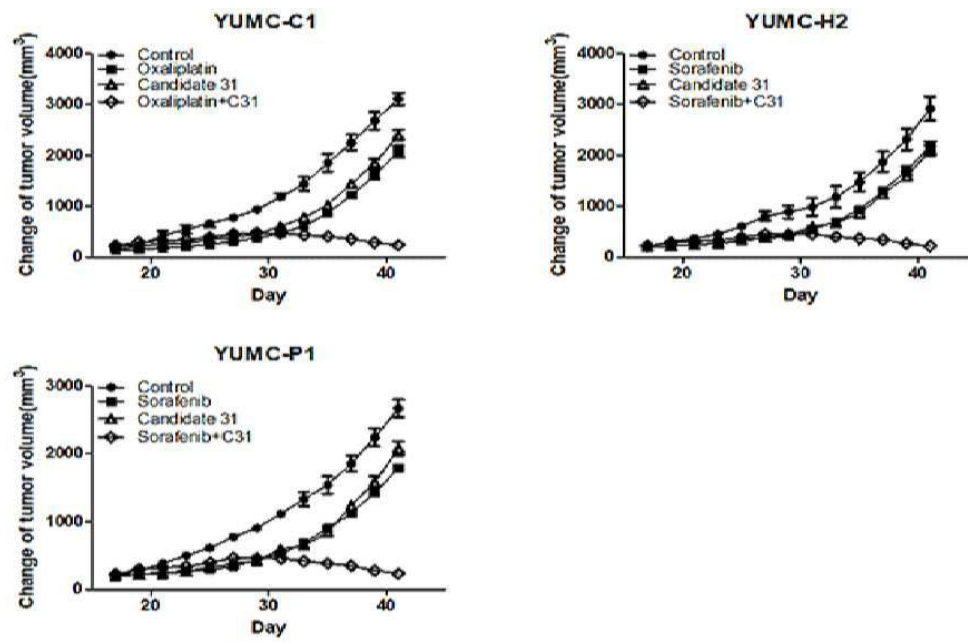 YUMC-C1
Change of tumor volume(mm3)
4000
3000
2000
1000
0
Control
Oxaliplatin
Candidate 31
Oxaliplatin+C31
20
30
40
Day
YUMC-H2
Change of tumor volume(mm3)
4000
3000
2000
1000
0
Control
Sorafenib
Candidate 31
Sorafenib+C31
20
30
40
Day
YUMC-P1
Change of tumor volume(mm3)
3000
2000
1000
0
Control
Sorafenib
Candidate 31
Sorafenib+C31
20
30
40
Day